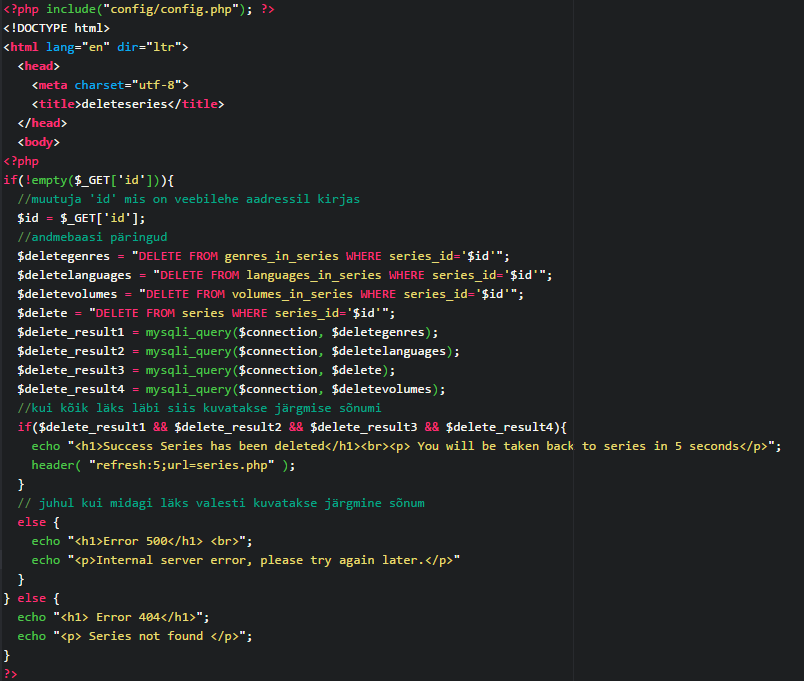 <?php include("config/config.php"); ?>
<!DOCTYPE html>
<html lang="en" dir="ltr">
  <head>
    <meta charset="utf-8">
    <title>deleteseries</title>
  </head>
  <body>
<?php
if(!empty($_GET['id'])){
  //muutuja 'id' mis on veebilehe aadressil kirjas
  $id = $_GET['id'];
  //andmebaasi päringud
  $deletegenres = "DELETE FROM genres_in_series WHERE series_id='$id'";
  $deletelanguages = "DELETE FROM languages_in_series WHERE series_id='$id'";
  $deletevolumes = "DELETE FROM volumes_in_series WHERE series_id='$id'";
  $delete = "DELETE FROM series WHERE series_id='$id'";
  $delete_result1 = mysqli_query($connection, $deletegenres);
  $delete_result2 = mysqli_query($connection, $deletelanguages);
  $delete_result3 = mysqli_query($connection, $delete);
  $delete_result4 = mysqli_query($connection, $deletevolumes);
  //kui kõik läks läbi siis kuvatakse järgmise sõnumi
  if($delete_result1 && $delete_result2 && $delete_result3 && $delete_result4){
    echo "<h1>Success Series has been deleted</h1><br><p> You will be taken back to series in 5 seconds</p>";
    header( "refresh:5;url=series.php" );
  }
  // juhul kui midagi läks valesti kuvatakse järgmine sõnum
  else {
    echo "<h1>Error 500</h1> <br>";
    echo "<p>Internal server error, please try again later.</p>"
  }
} else {
  echo "<h1> Error 404</h1>";
  echo "<p> Series not found </p>";
}
?>